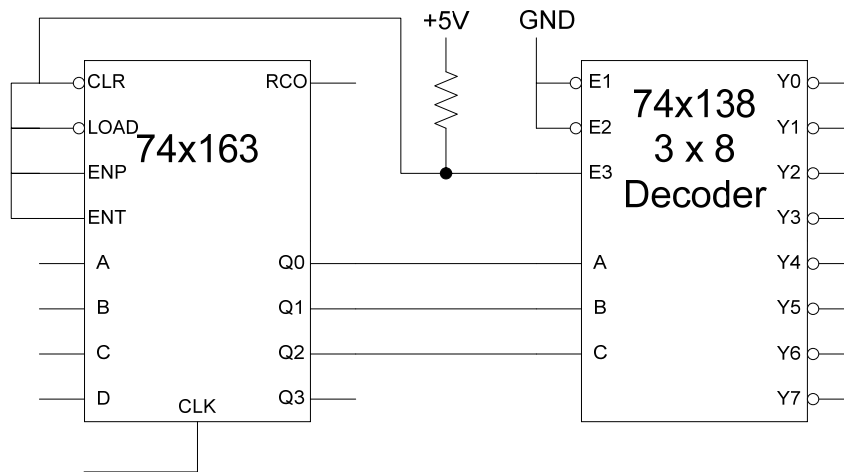 +5V
GND
CLR
LOAD
ENP
ENT
A
B
C
D
74x163
CLK
RCO
Q0
Q1
Q2
Q3
E1
E2
E3
A
B
C
74x138
3 x 8
Decoder
Y0
Y1
Y2
Y3
Y4
Y5
Y6
Y7